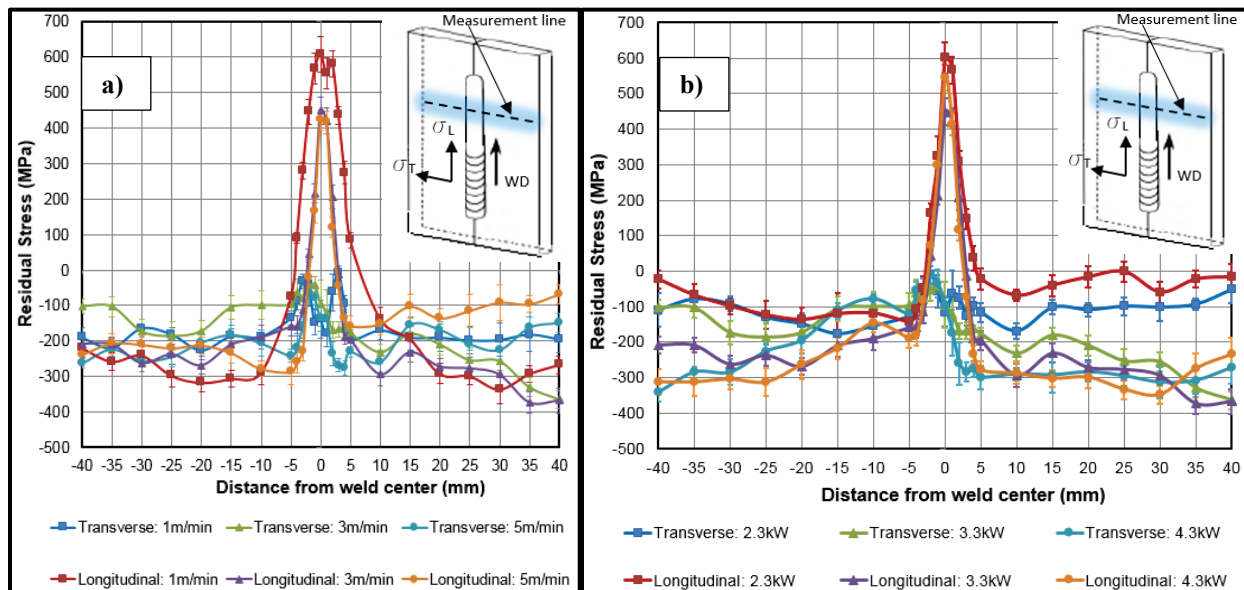 a)
Measurement line
σL
σT
WD
700
600
500
400
300
200
100
0
-100
-200
-300
-400
-500
Residual Stress (MPa)
-40 -35 -30 -25 -20 -15 -10 -5 0 5 10 15 20 25 30 35 40
Distance from weld center (mm)
Transverse: 1m/min Transverse: 3m/min Transverse: 5m/min
Longitudinal: 1m/min Longitudinal: 3m/min Longitudinal: 5m/min
b)
Measurement line
σL
σT
WD
700
600
500
400
300
200
100
0
-100
-200
-300
-400
-500
Residual Stress (MPa)
-40 -35 -30 -25 -20 -15 -10 -5 0 5 10 15 20 25 30 35 40
Distance from weld center (mm)
Transverse: 2.3kW Transverse: 3.3kW Transverse: 4.3kW
Longitudinal: 2.3kW Longitudinal: 3.3kW Longitudinal: 4.3kW